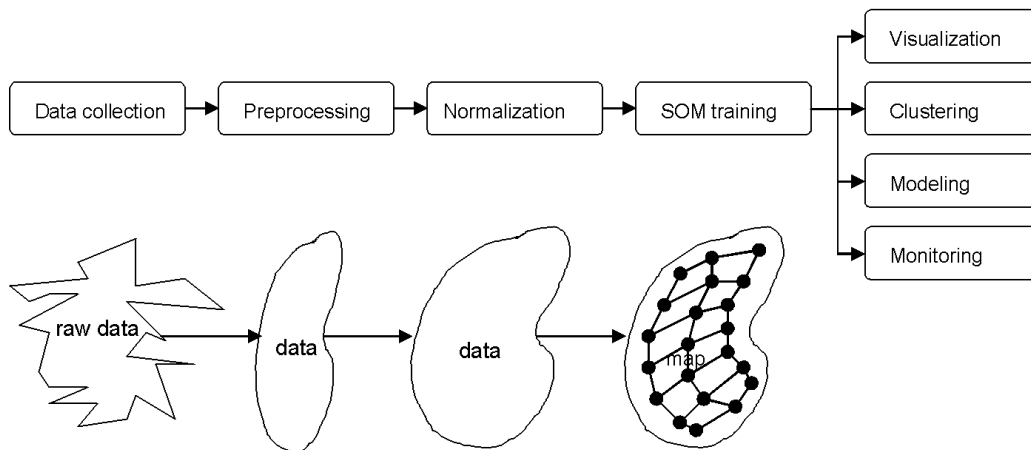 Visualization
Data collection
Preprocessing
Normalization
SOM training
Clustering
Modeling
Monitoring
raw data
data
data
map